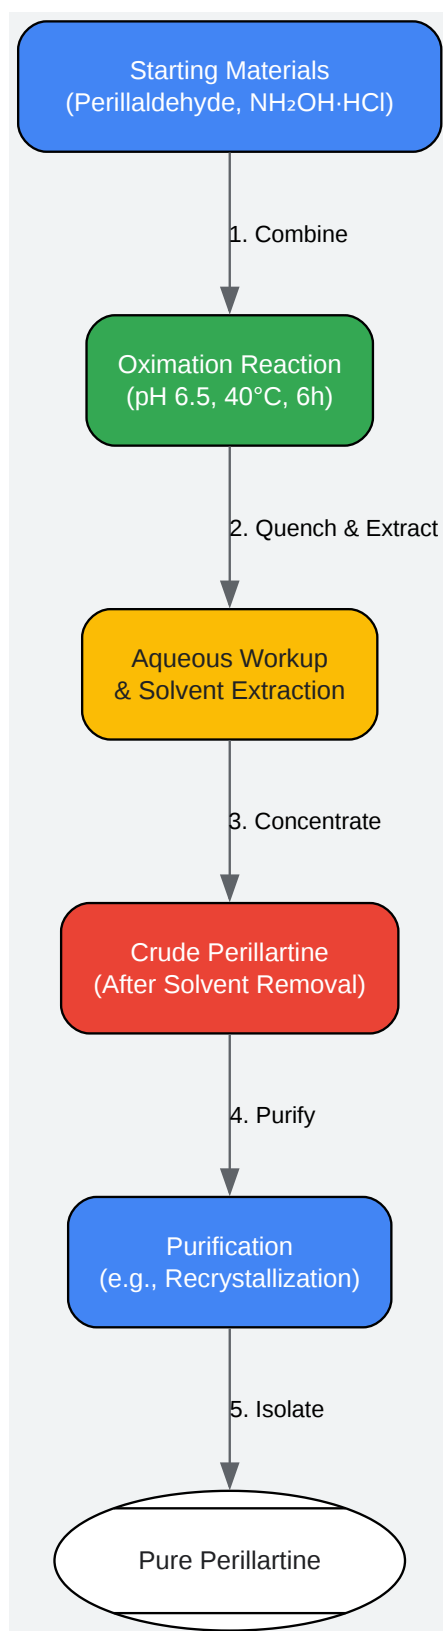 Starting Materials
(Perillaldehyde, NH₂OH·HCl)
1. Combine
Oximation Reaction
(pH 6.5, 40°C, 6h)
2. Quench & Extract
Aqueous Workup
& Solvent Extraction
3. Concentrate
Crude Perillartine
(After Solvent Removal)
4. Purify
Purification
(e.g., Recrystallization)
5. Isolate
Pure Perillartine